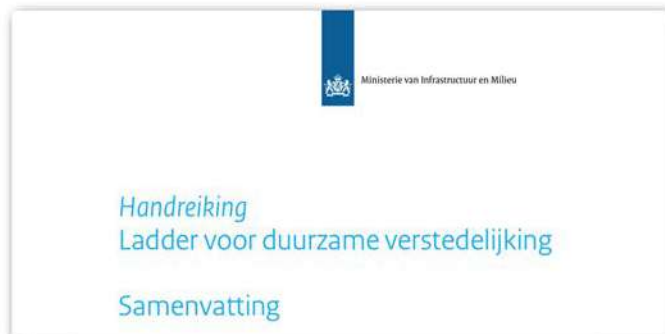 Ministerie van Infrastructuur en Milieu
Handreiking
Ladder voor duurzame verstedelijking
Samenvatting